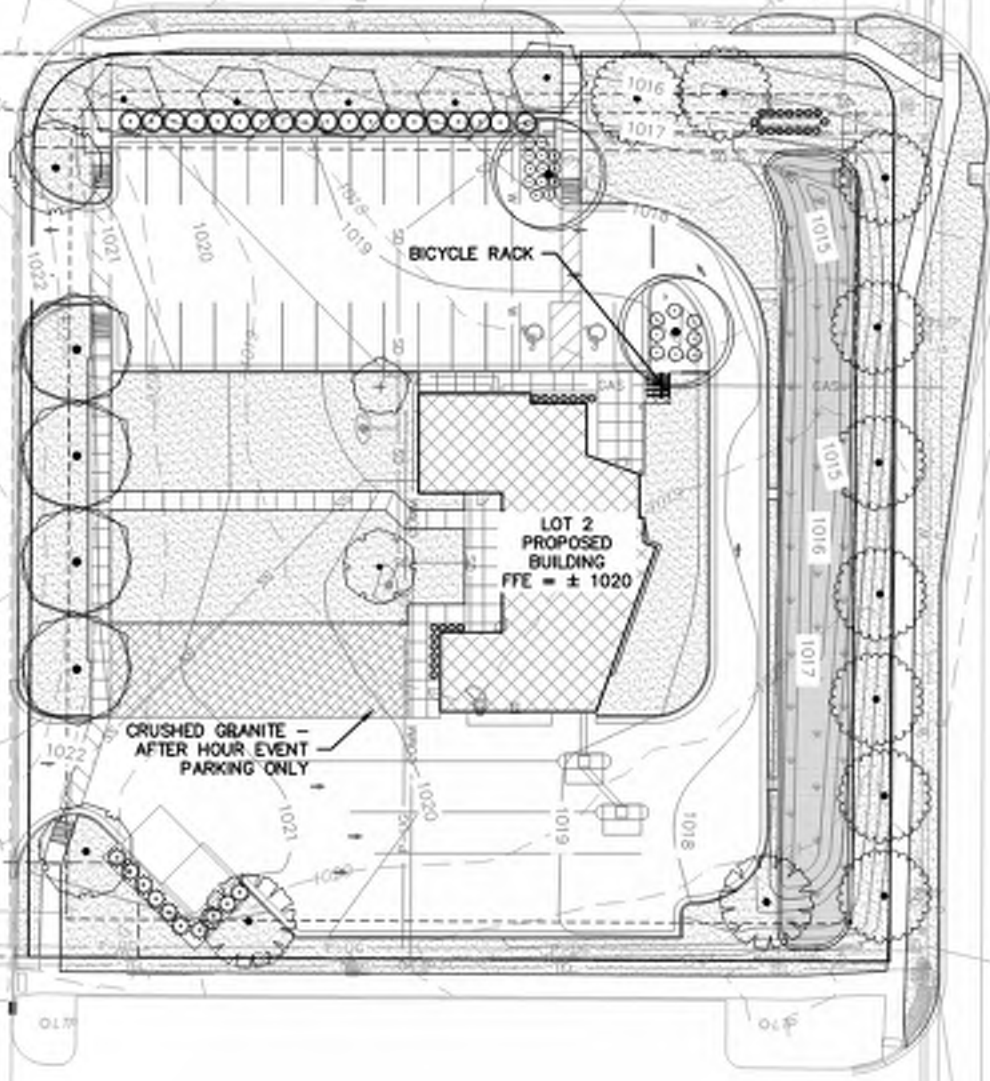 1016
1017
1018
1018
1019
1020
1021
1022
BICYCLE RACK
1015
GAS
GAS
1015
LOT 2
PROPOSED
BUILDING
FFE = ± 1020
1016
1017
CRUSHED GRANITE –
AFTER HOUR EVENT
PARKING ONLY
1022
1021
1020
1019
1018